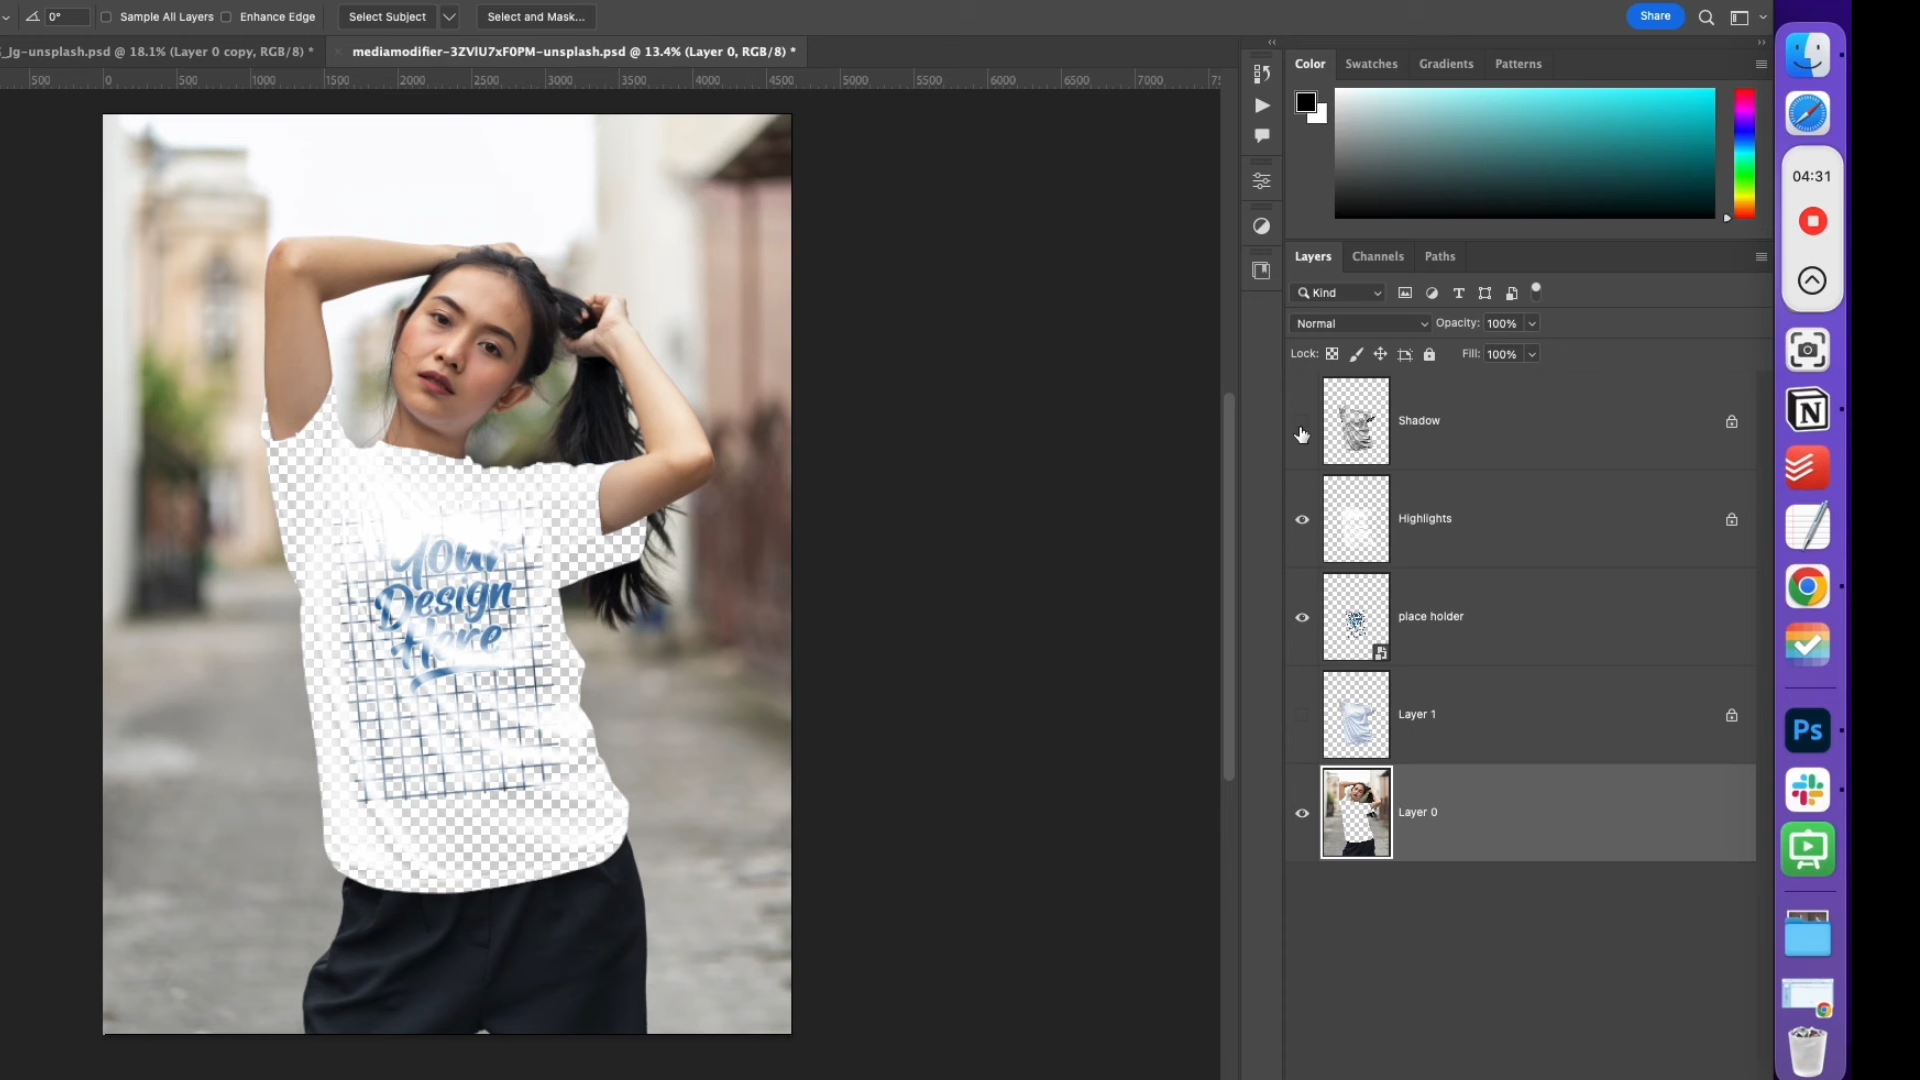 0°
Sample All Layers
Enhance Edge
Select Subject
Select and Mask...
Share
_Jg-unsplash.psd @ 18.1% (Layer 0 copy, RGB/8) *
mediamodifier-3ZVlU7xF0PM-unsplash.psd @ 13.4% (Layer 0, RGB/8) *
500 0 500 1000 1500 2000 2500 3000 3500 4000 4500 5000 5500 6000 6500 7000
Color Swatches Gradients Patterns
04:31
Layers Channels Paths
Kind
Normal Opacity: 100%
Lock: Fill: 100%
Shadow
Highlights
place holder
Layer 1
Layer 0
Your
Design
Here
Ps